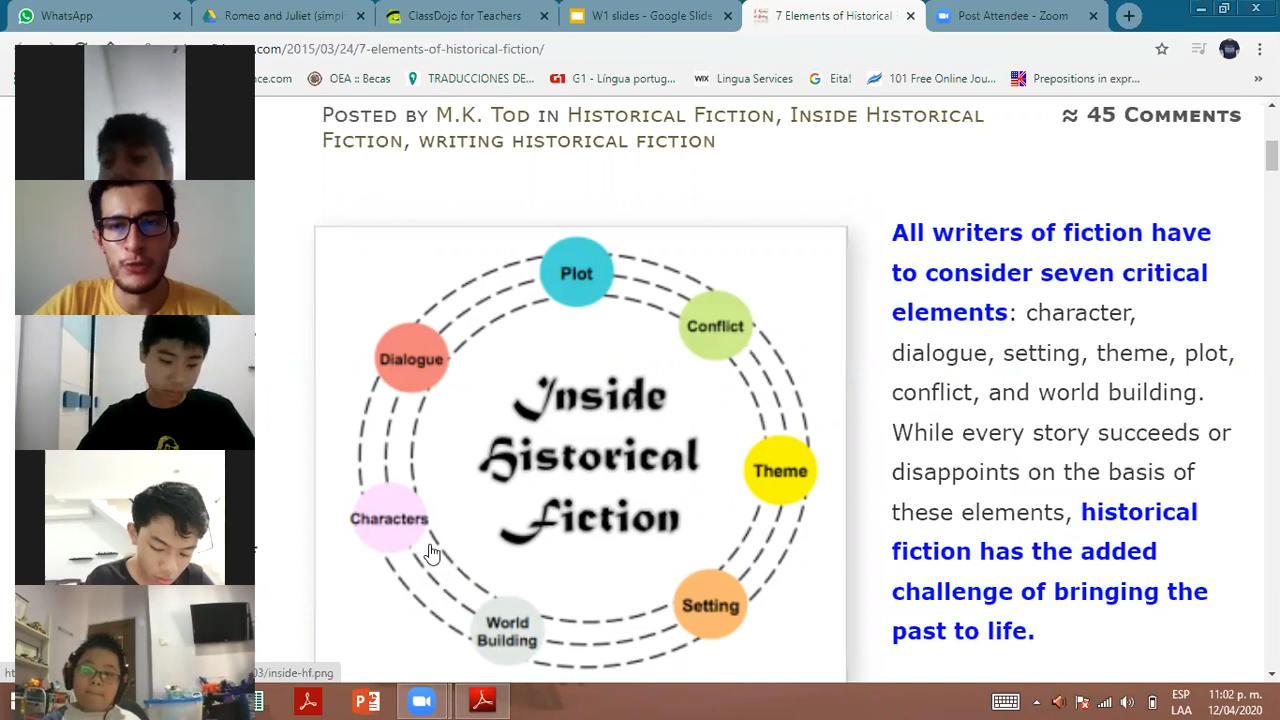 WhatsApp
Romeo and Juliet (simpl
ClassDojo for Teachers
W1 slides - Google Slide
7 Elements of Historical
Post Attendee - Zoom
.com/2015/03/24/7-elements-of-historical-fiction/
ence.com
OEA :: Becas
TRADUCCIONES DE...
G1 - Língua portug...
Lingua Services
Eita!
101 Free Online Jou...
Prepositions in expr...
POSTED BY M.K. TOD IN HISTORICAL FICTION, INSIDE HISTORICAL
FICTION, WRITING HISTORICAL FICTION
≈ 45 COMMENTS
Plot
Conflict
Dialogue
Theme
Characters
Setting
World
Building
Inside
Historical
Fiction
All writers of fiction have
to consider seven critical
elements: character,
dialogue, setting, theme, plot,
conflict, and world building.
While every story succeeds or
disappoints on the basis of
these elements, historical
fiction has the added
challenge of bringing the
past to life.
03/inside-hf.png
ESP
LAA
11:02 p. m.
12/04/2020